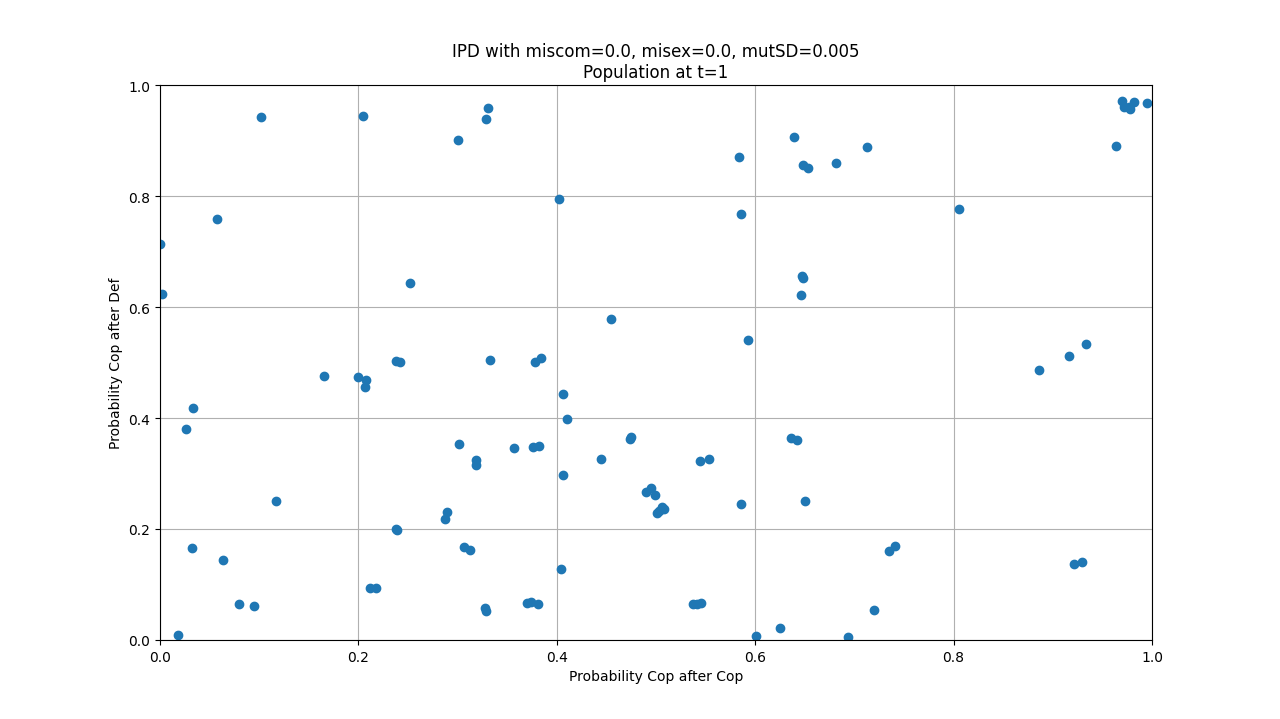 IPD with miscom=0.0, misex=0.0, mutSD=0.005
Population at t=1
1.0
0.8
0.6
0.4
0.2
0.0
Probability Cop after Def
0.0 0.2 0.4 0.6 0.8 1.0
Probability Cop after Cop